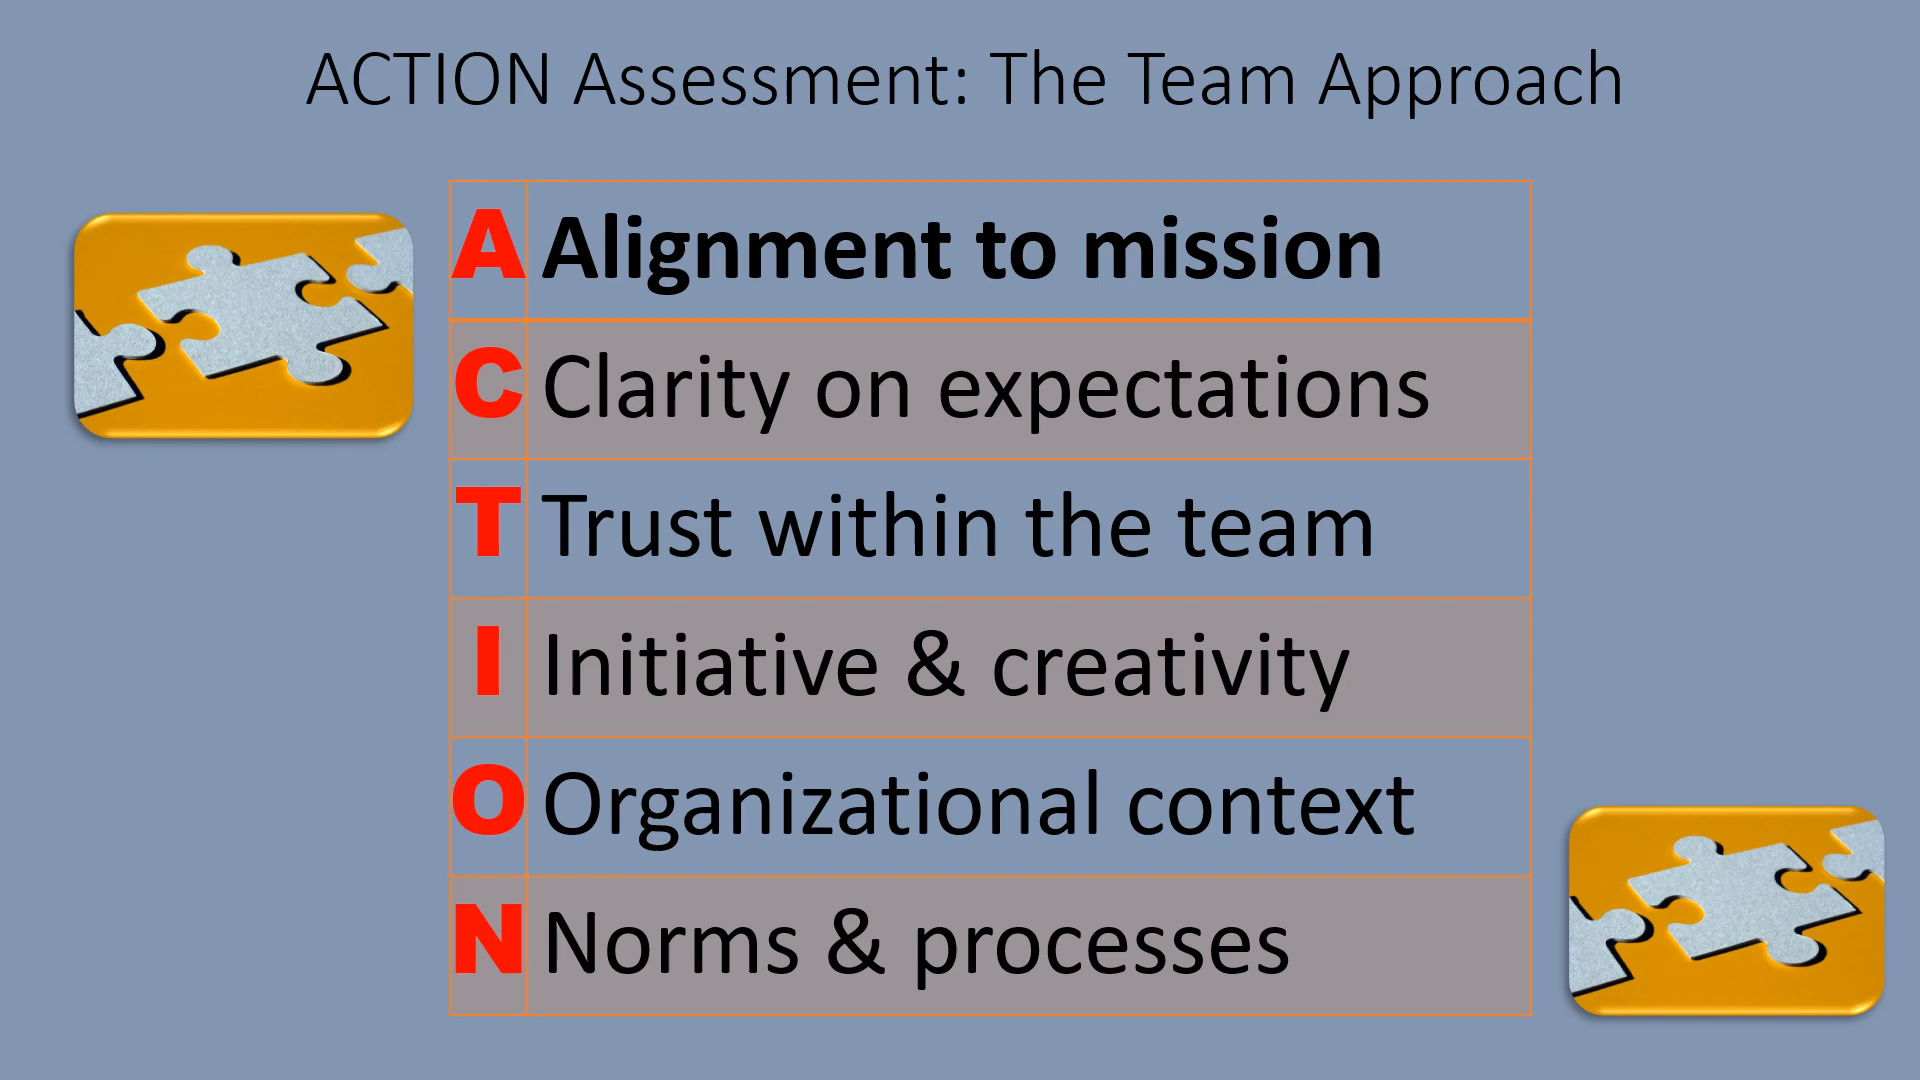 ACTION Assessment: The Team Approach
A Alignment to mission
C Clarity on expectations
T Trust within the team
I Initiative & creativity
O Organizational context
N Norms & processes